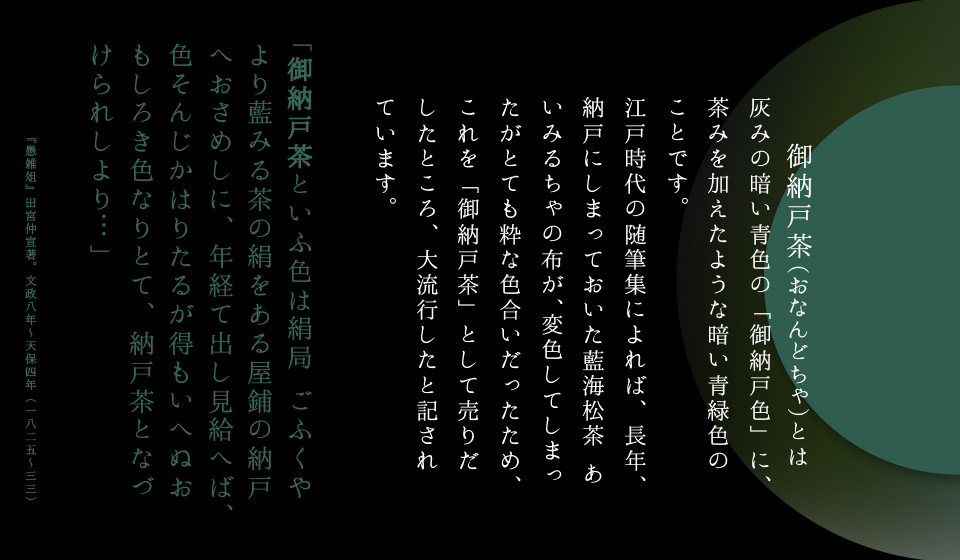 御納戸茶（おなんどちゃ）とは
灰みの暗い青色の「御納戸色」に、
茶みを加えたような暗い青緑色の
ことです。
江戸時代の随筆集によれば、長年、
納戸にしまっておいた藍海松茶 あ
いみるちゃの布が、変色してしまっ
たがとても粋な色合いだったため、
これを「御納戸茶」として売りだ
したところ、大流行したと記され
ています。
「御納戸茶といふ色は絹局 ごふくや
より藍みる茶の絹をある屋鋪の納戸
へおさめしに、年経て出し見給へば、
色そんじかはりたるが得もいへぬお
もしろき色なりとて、納戸茶となづ
けられしより…」
『愚雑俎』田宮仲宣著。文政八年〜天保四年（一八二五〜三三）